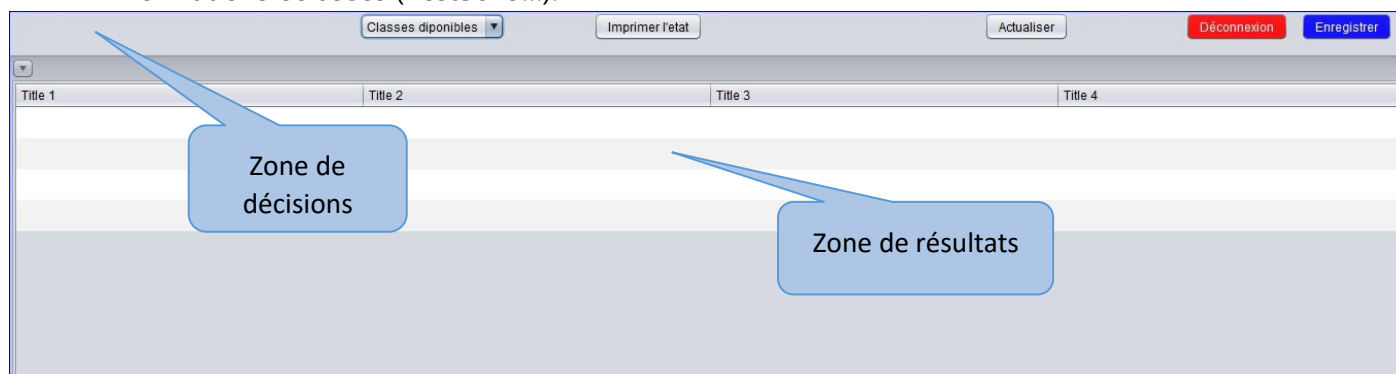 Classes diponibles
Imprimer l'etat
Actualiser
Déconnexion
Enregistrer
Title 1
Title 2
Title 3
Title 4
Zone de
décisions
Zone de résultats